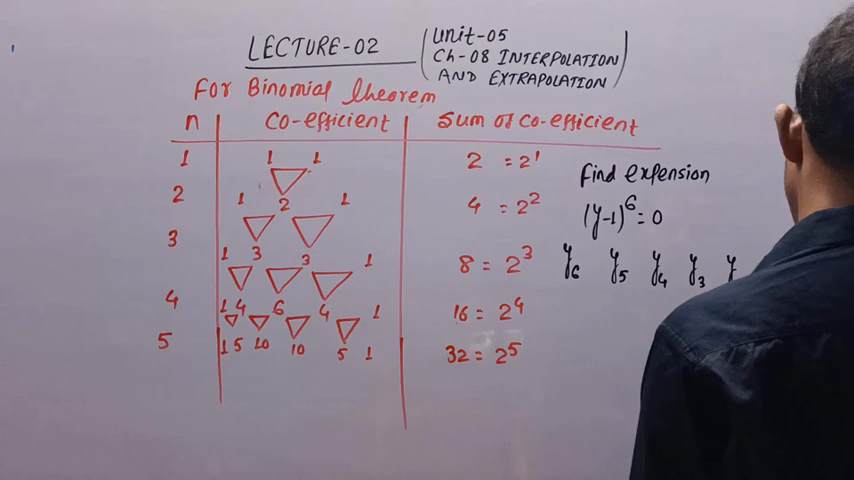 LECTURE-02
Unit-05
Ch-08 INTERPOLATION
AND EXTRAPOLATION
For Binomial theorem
n Co-efficient Sum of Co-efficient
1 1 1 2 = 2¹
2 1 2 1 4 = 2²
3 1 3 3 1 8 = 2³
4 1 4 6 4 1 16 = 2⁴
5 1 5 10 10 5 1 32 = 2⁵
find expension
(y-1)⁶ = 0
y₆ y₅ y₄ y₃ y